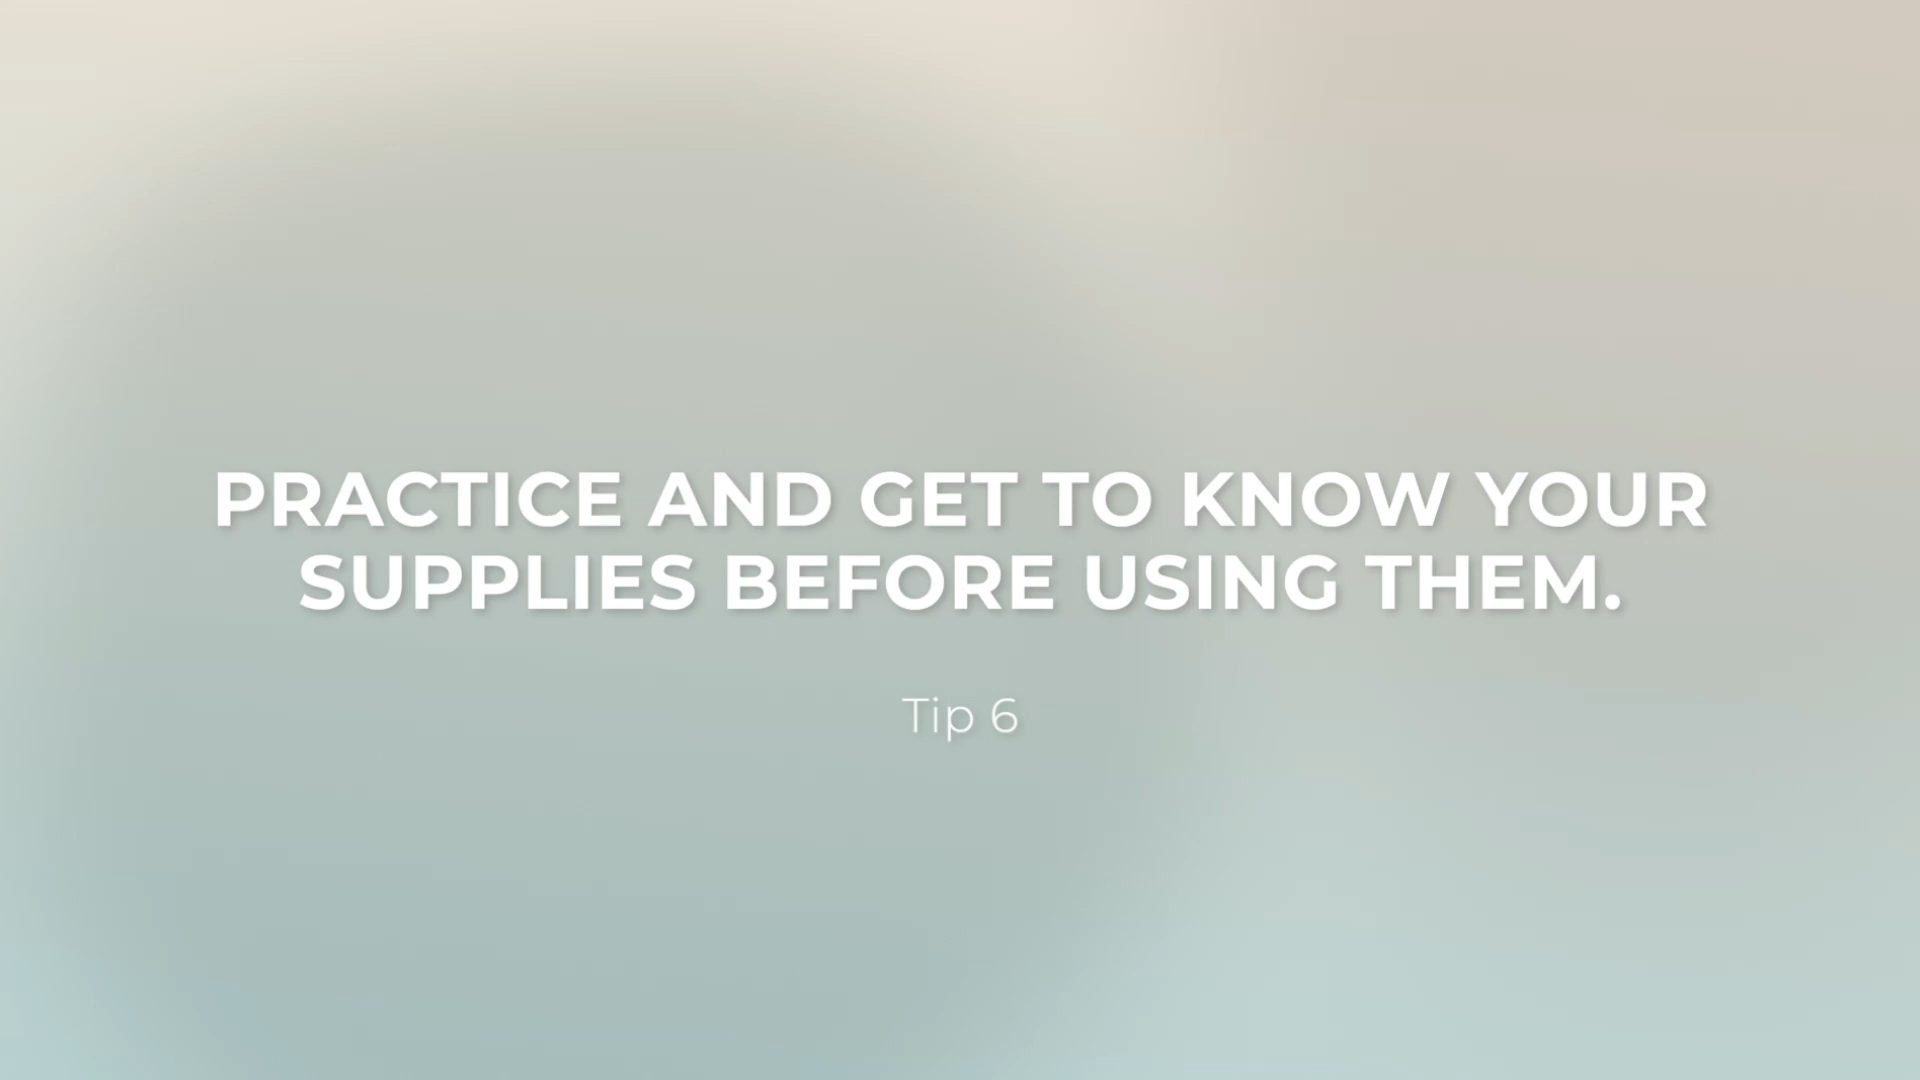 PRACTICE AND GET TO KNOW YOUR
SUPPLIES BEFORE USING THEM.
Tip 6